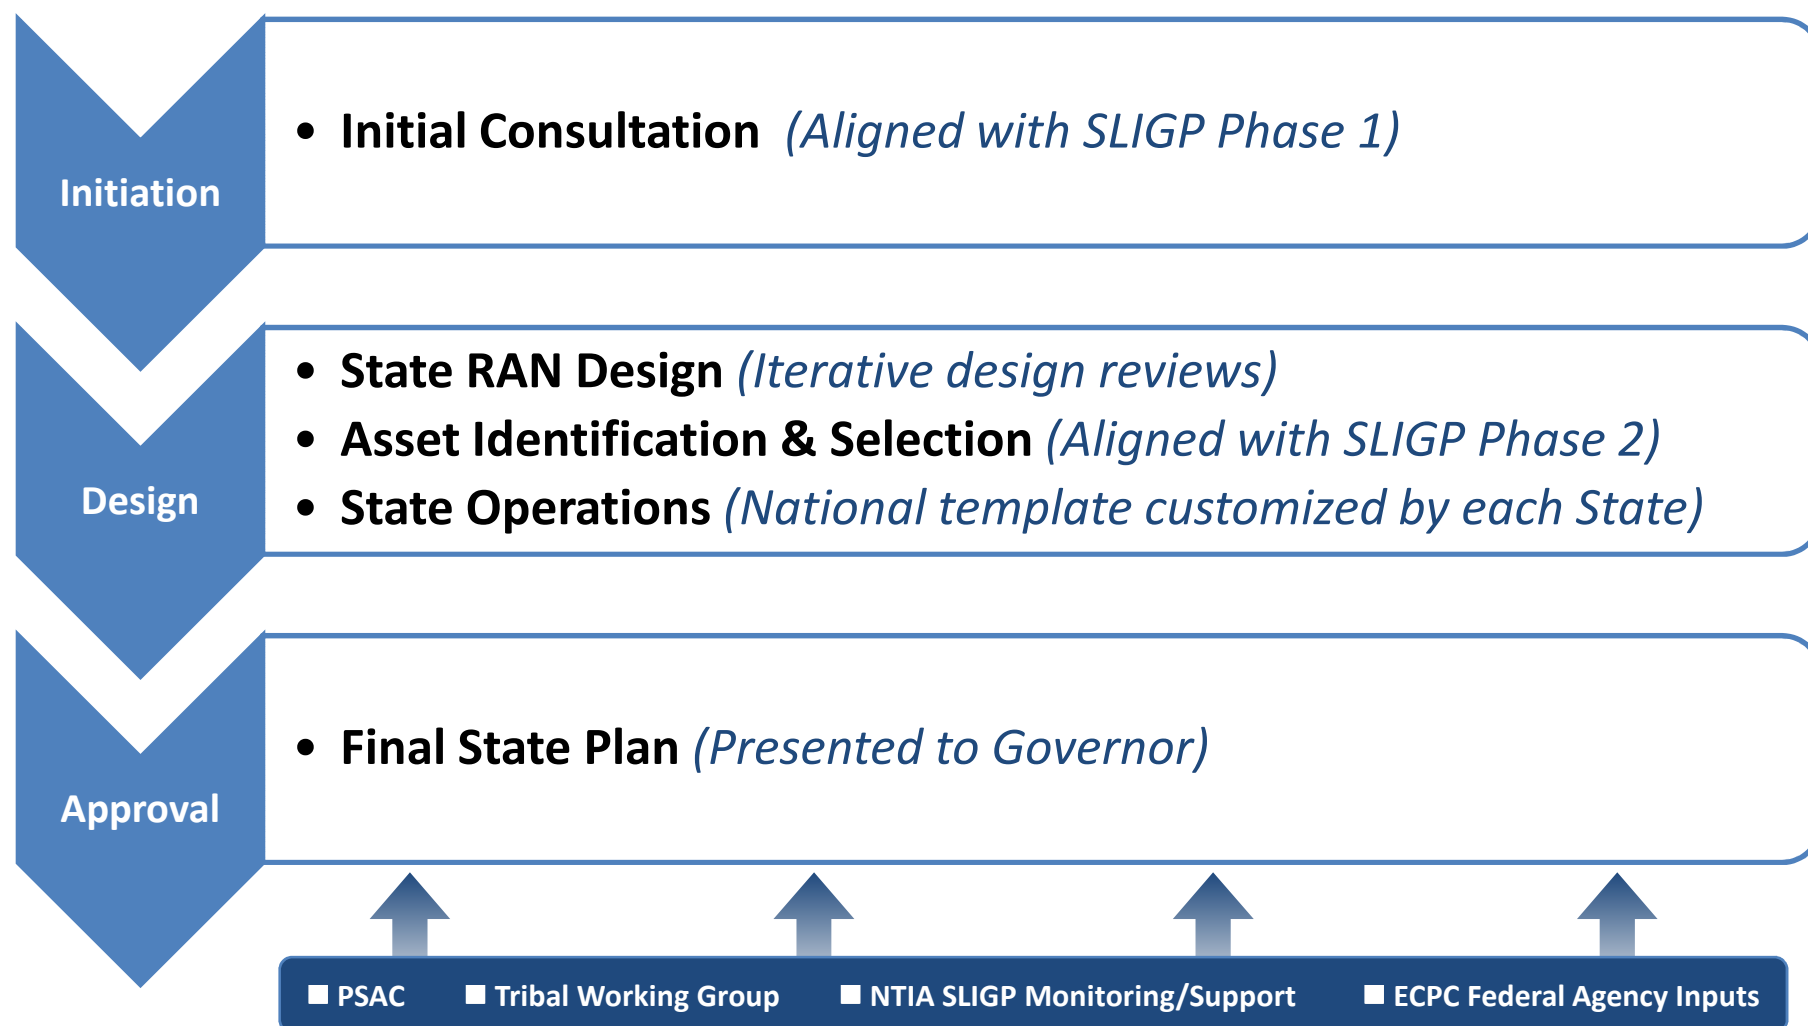 Initiation
• Initial Consultation (Aligned with SLIGP Phase 1)
Design
• State RAN Design (Iterative design reviews)
• Asset Identification & Selection (Aligned with SLIGP Phase 2)
• State Operations (National template customized by each State)
Approval
• Final State Plan (Presented to Governor)
■ PSAC ■ Tribal Working Group ■ NTIA SLIGP Monitoring/Support ■ ECPC Federal Agency Inputs